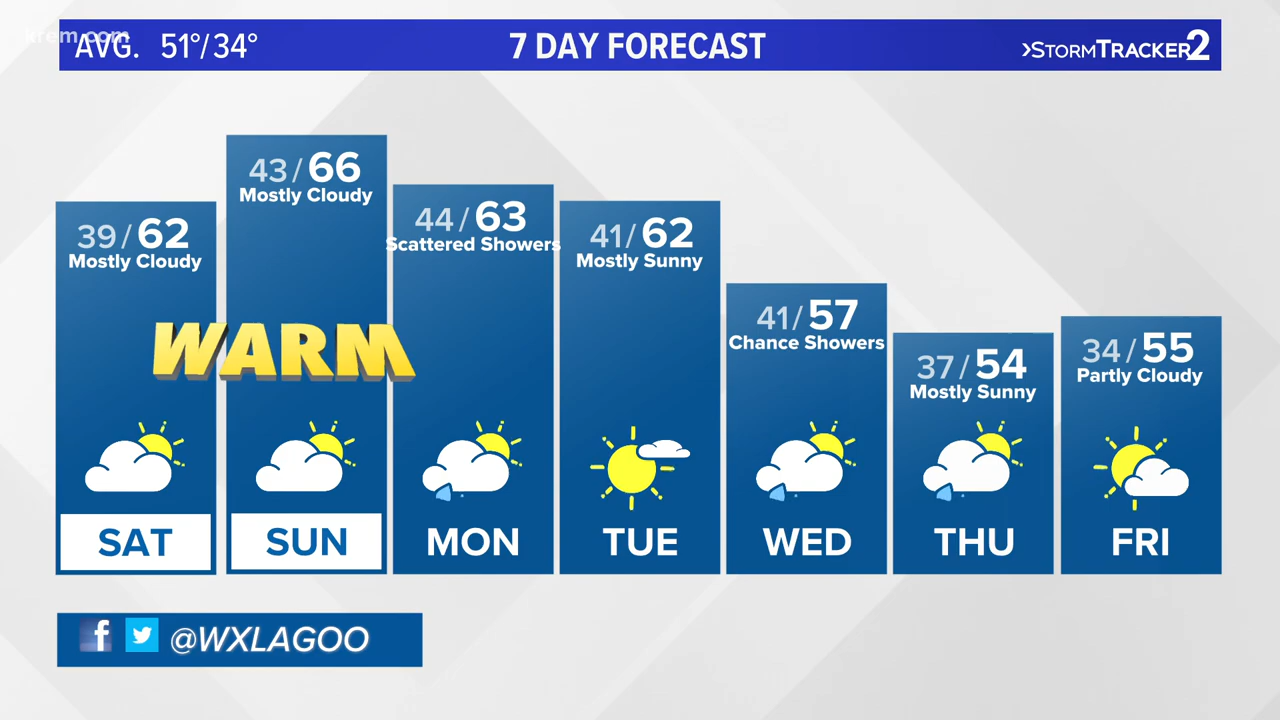 krem.com
AVG. 51°/34°
7 DAY FORECAST
›STORMTRACKER2
39/62
Mostly Cloudy
43/66
Mostly Cloudy
44/63
Scattered Showers
41/62
Mostly Sunny
41/57
Chance Showers
37/54
Mostly Sunny
34/55
Partly Cloudy
WARM
SAT
SUN
MON
TUE
WED
THU
FRI
f
@WXLAGOO